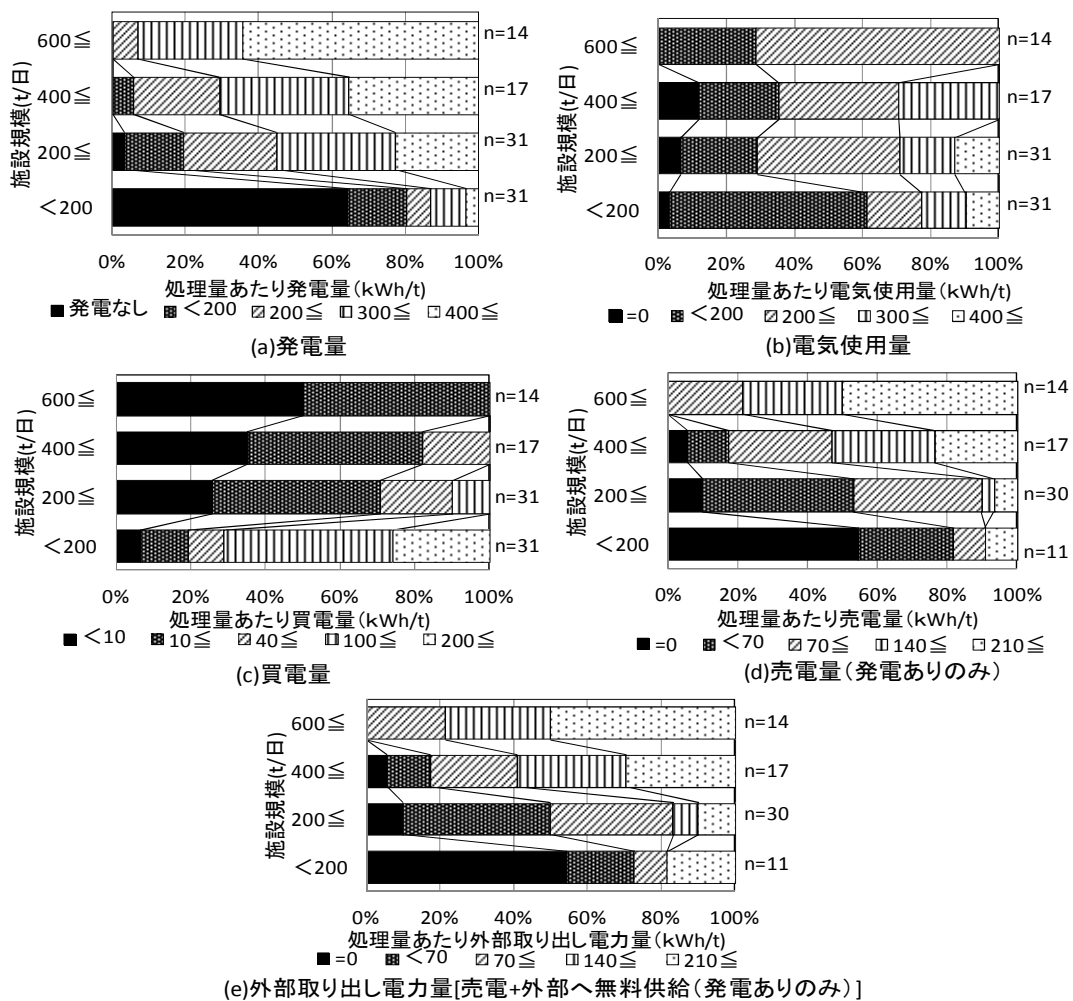 施設規模(t/日)
600≦
400≦
200≦
<200
n=14
n=17
n=31
n=31
0% 20% 40% 60% 80% 100%
処理量あたり発電量(kWh/t)
発電なし <200 200≦ 300≦ 400≦
(a)発電量
施設規模(t/日)
600≦
400≦
200≦
<200
n=14
n=17
n=31
n=31
0% 20% 40% 60% 80% 100%
処理量あたり電気使用量(kWh/t)
=0 <200 200≦ 300≦ 400≦
(b)電気使用量
施設規模(t/日)
600≦
400≦
200≦
<200
n=14
n=17
n=31
n=31
0% 20% 40% 60% 80% 100%
処理量あたり買電量(kWh/t)
<10 10≦ 40≦ 100≦ 200≦
(c)買電量
施設規模(t/日)
600≦
400≦
200≦
<200
n=14
n=17
n=30
n=11
0% 20% 40% 60% 80% 100%
処理量あたり売電量(kWh/t)
=0 <70 70≦ 140≦ 210≦
(d)売電量(発電ありのみ)
施設規模(t/日)
600≦
400≦
200≦
<200
n=14
n=17
n=30
n=11
0% 20% 40% 60% 80% 100%
処理量あたり外部取り出し電力量(kWh/t)
=0 <70 70≦ 140≦ 210≦
(e)外部取り出し電力量[売電+外部へ無料供給(発電ありのみ)]